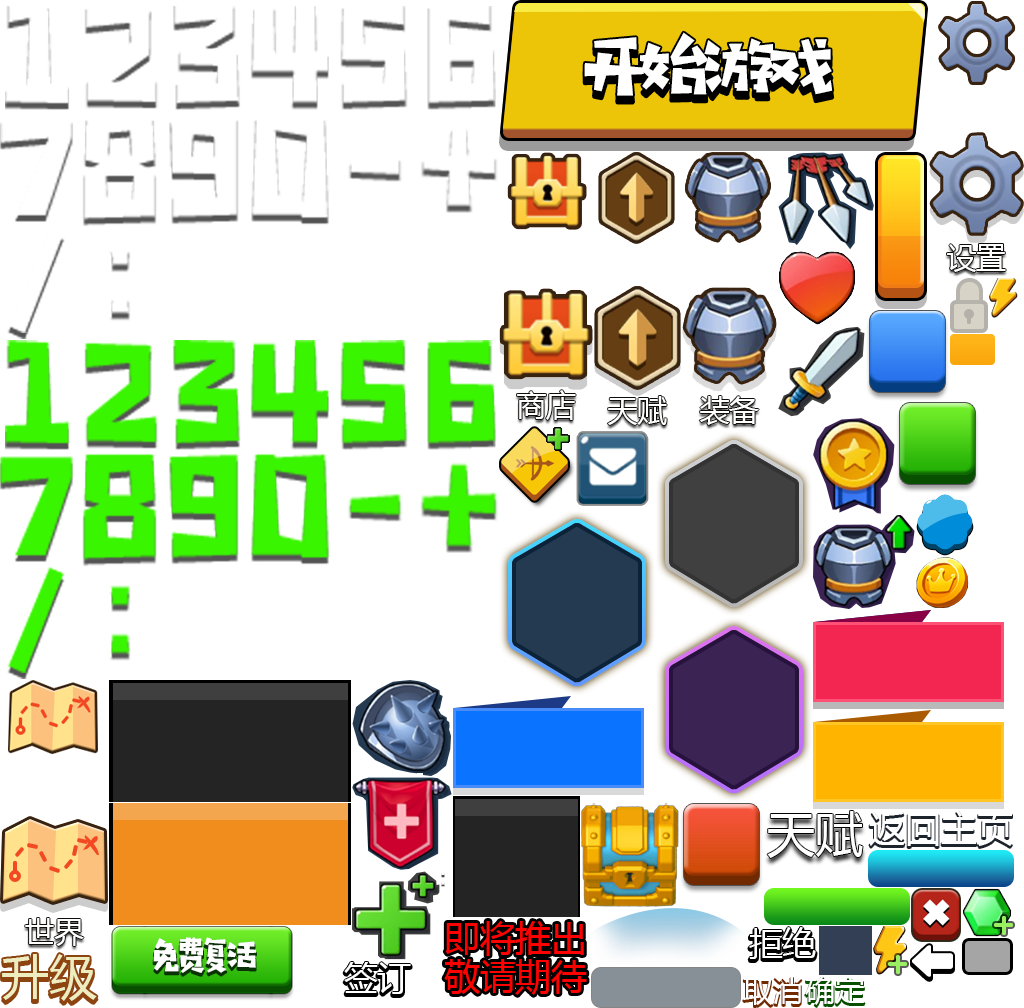 123456
7890-+
/:
开始游戏
设置
123456
7890-+
/:
商店
天赋
装备
天赋
返回主页
世界
升级
免费复活
签订
:
即将推出
敬请期待
拒绝
取消
确定